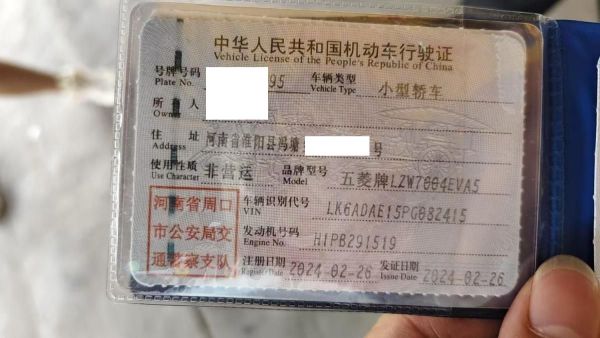 中华人民共和国机动车行驶证
Vehicle License of the People's Republic of China
号牌号码 95 车辆类型 小型轿车
Plate No. Vehicle Type
所有人
Owner
住址 河南省淮阳县冯塘 号
Address
使用性质 非营运 品牌型号 五菱牌LZW7004EVA5
Use Character Model
河南省周口
市公安局交
通警察支队
车辆识别代号 LK6ADAE15PG082415
VIN
发动机号码 H1PB291519
Engine No.
注册日期 2024-02-26 发证日期 2024-02-26
Register Date Issue Date